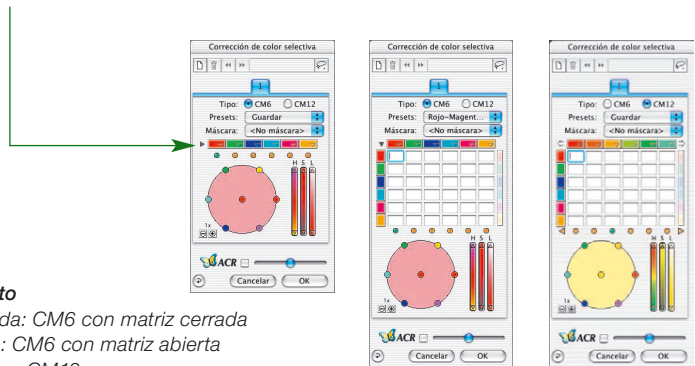 Corrección de color selectiva
1
Tipo: CM6 CM12
Presets: Guardar
Máscara: <No máscara>
H S L
1x
ACR
Cancelar OK
Corrección de color selectiva
1
Tipo: CM6 CM12
Presets: Rojo-Magent...
Máscara: <No máscara>
H S L
1x
ACR
Cancelar OK
Corrección de color selectiva
1
Tipo: CM6 CM12
Presets: Guardar
Máscara: <No máscara>
H S L
1x
ACR
Cancelar OK
to
da: CM6 con matriz cerrada
: CM6 con matriz abierta
CM12